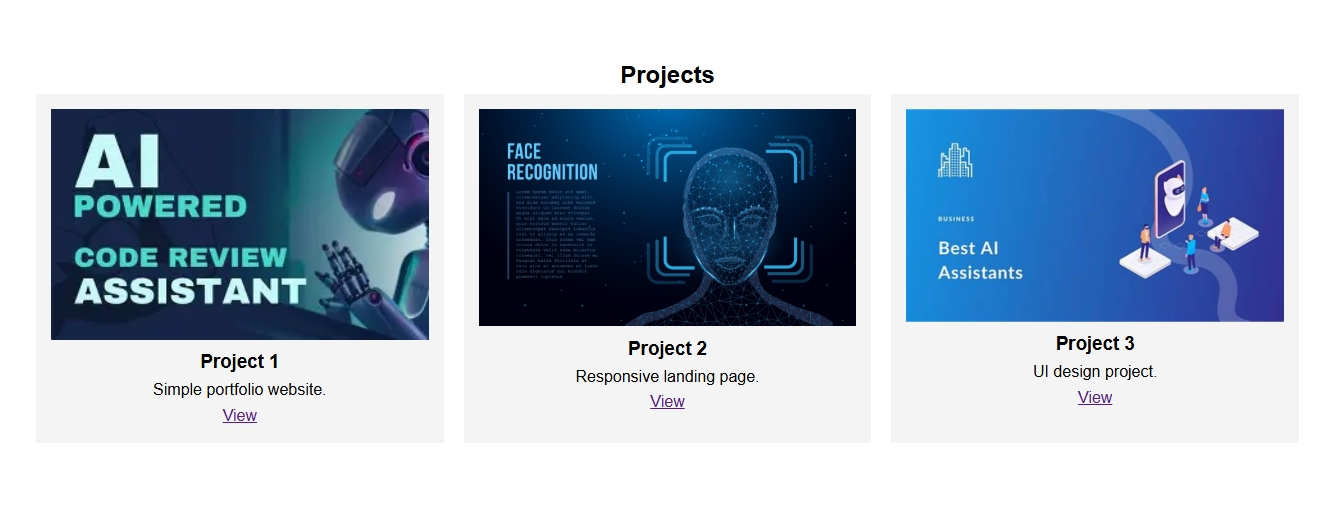 Projects
AI
POWERED
CODE REVIEW
ASSISTANT
Project 1
Simple portfolio website.
View
FACE
RECOGNITION
Project 2
Responsive landing page.
View
BUSINESS
Best AI
Assistants
Project 3
UI design project.
View